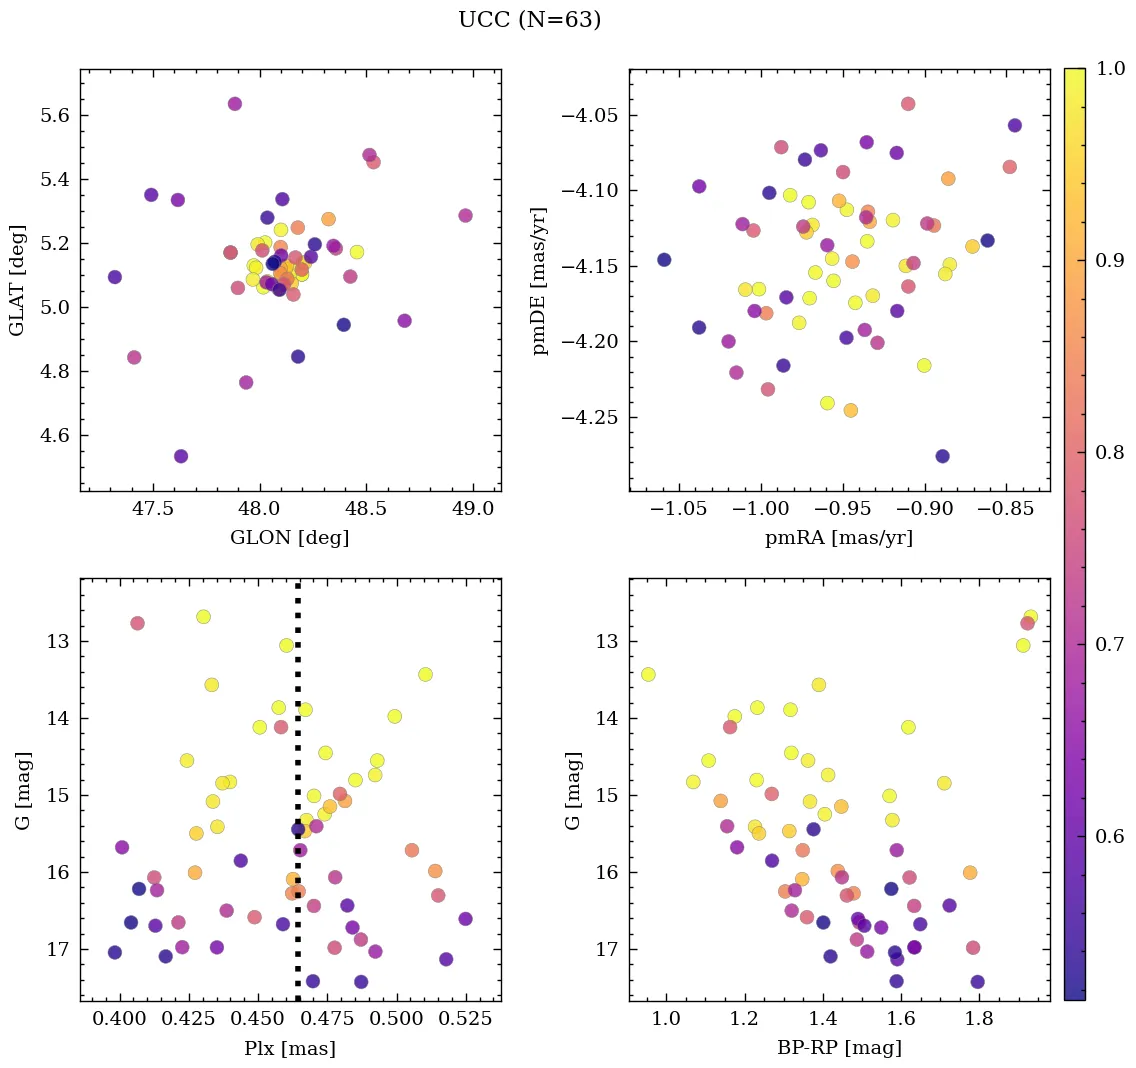 UCC (N=63)
5.6
5.4
5.2
5.0
4.8
4.6
GLAT [deg]
47.5 48.0 48.5 49.0
GLON [deg]
−4.05
−4.10
−4.15
−4.20
−4.25
pmDE [mas/yr]
−1.05 −1.00 −0.95 −0.90 −0.85
pmRA [mas/yr]
13
14
15
16
17
G [mag]
0.400 0.425 0.450 0.475 0.500 0.525
Plx [mas]
13
14
15
16
17
G [mag]
1.0 1.2 1.4 1.6 1.8
BP-RP [mag]
1.0
0.9
0.8
0.7
0.6